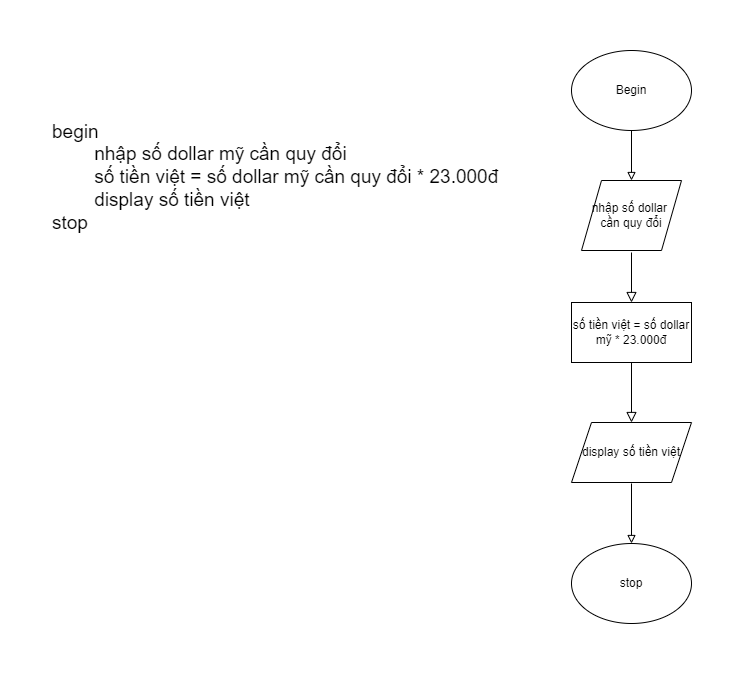 begin
nhập số dollar mỹ cần quy đổi
số tiền việt = số dollar mỹ cần quy đổi * 23.000đ
display số tiền việt
stop
Begin
nhập số dollar
cần quy đổi
số tiền việt = số dollar
mỹ * 23.000đ
display số tiền việt
stop